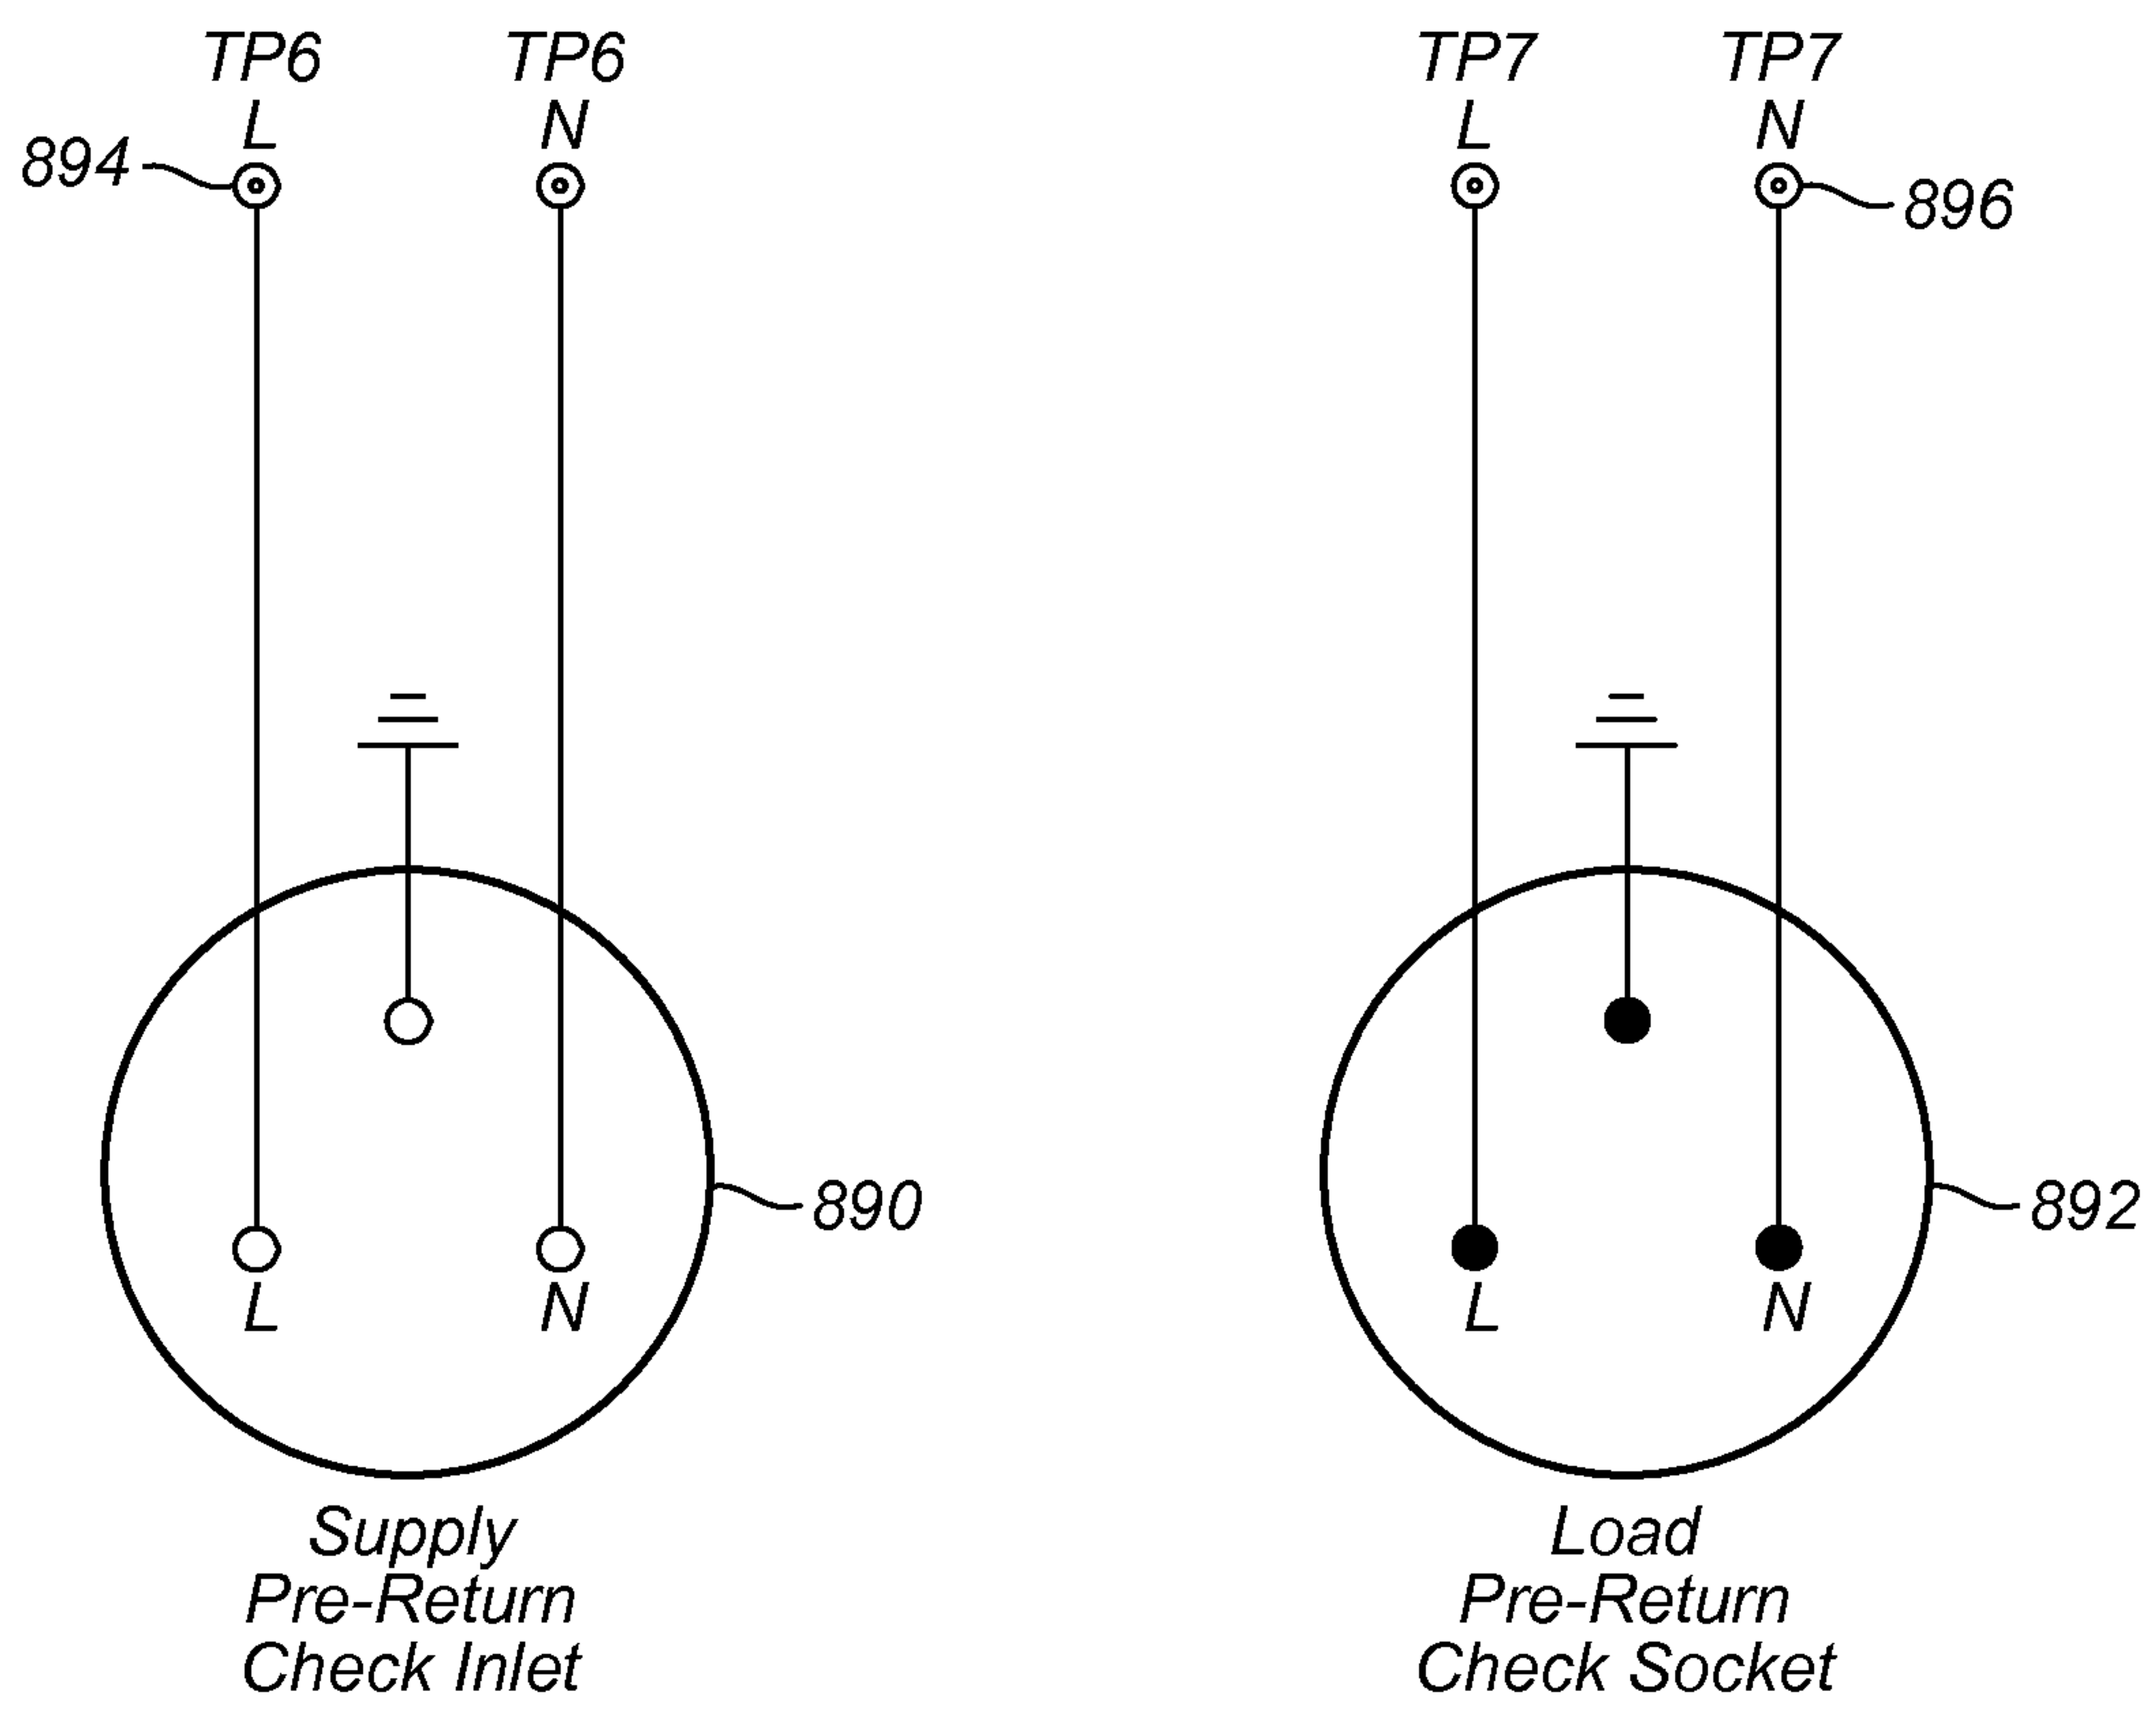 TP6 TP6 TP7 TP7
L N L N
894
896
890
892
L N L N
Supply
Pre-Return
Check Inlet
Load
Pre-Return
Check Socket